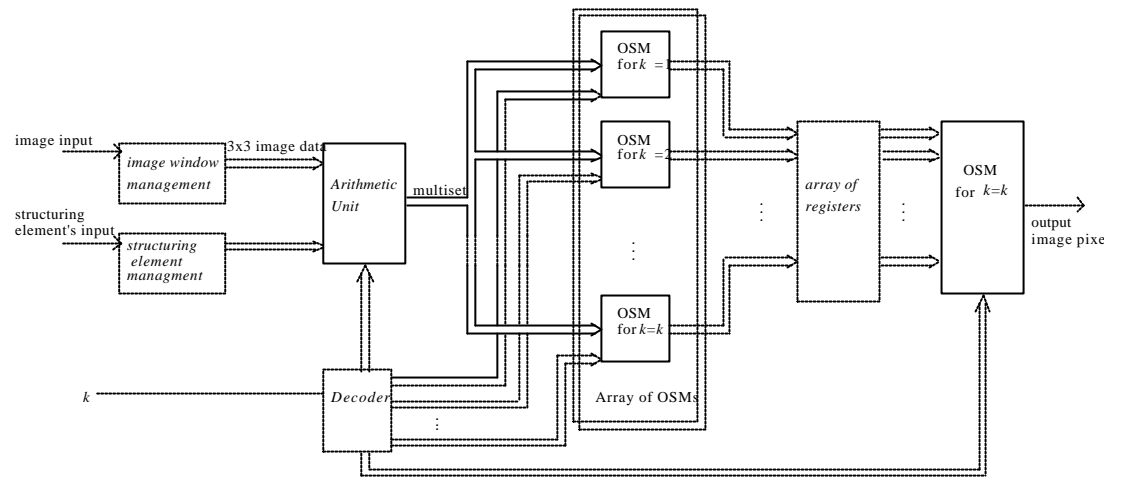 image input
image window
management
3x3 image data
structuring
element's input
structuring
element
managment
Arithmetic
Unit
multiset
k
Decoder
OSM
for k =1
OSM
for k =2
OSM
for k=k
Array of OSMs
array of
registers
OSM
for k=k
output
image pixe